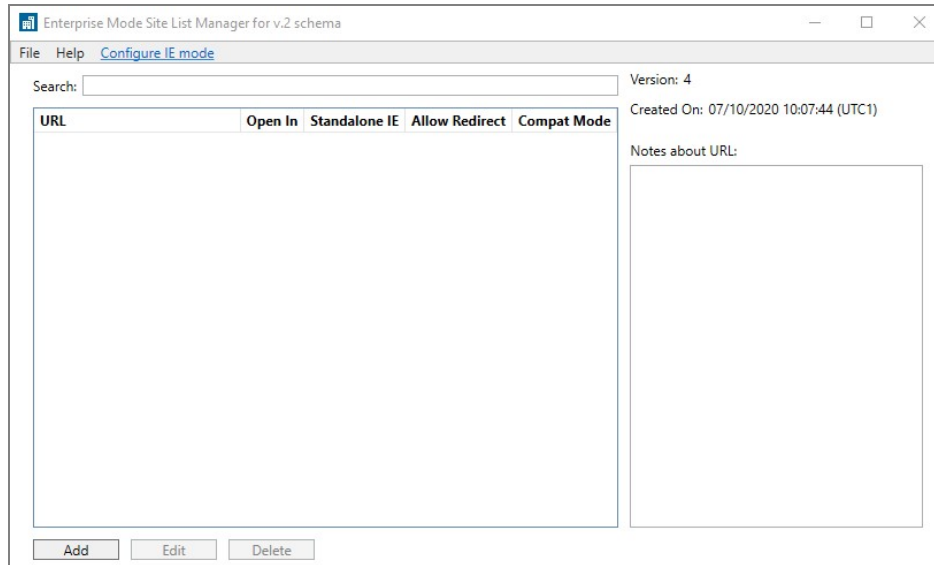 Enterprise Mode Site List Manager for v.2 schema
File Help Configure IE mode
Search:
Version: 4
Created On: 07/10/2020 10:07:44 (UTC1)
URL Open In Standalone IE Allow Redirect Compat Mode
Notes about URL:
Add Edit Delete